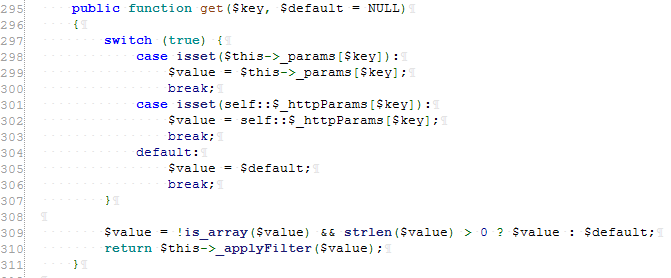 295 public function get($key, $default = NULL)¶
296 {¶
297 switch (true) {¶
298 case isset($this->_params[$key]):¶
299 $value = $this->_params[$key];¶
300 break;¶
301 case isset(self::$_httpParams[$key]):¶
302 $value = self::$_httpParams[$key];¶
303 break;¶
304 default:¶
305 $value = $default;¶
306 break;¶
307 }¶
308 ¶
309 $value = !is_array($value) && strlen($value) > 0 ? $value : $default;¶
310 return $this->_applyFilter($value);¶
311 }¶